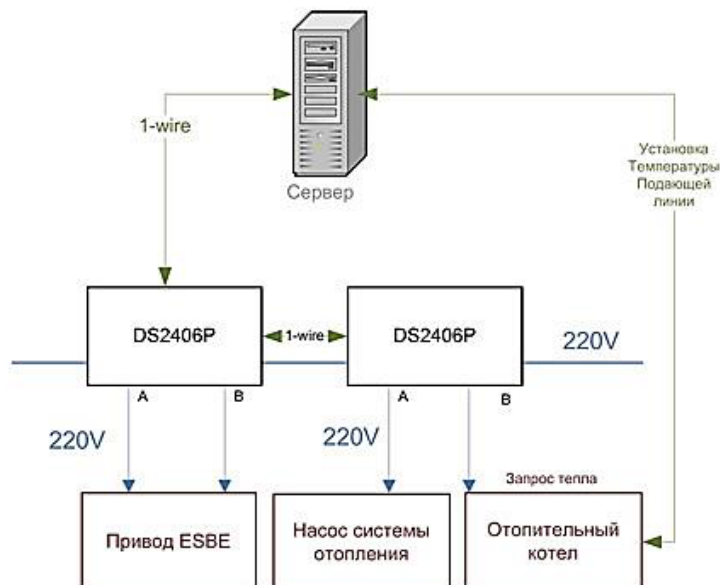 1-wire
Сервер
Установка
Температуры
Подающей
линии
DS2406P
1-wire
DS2406P
220V
A
B
A
B
220V
220V
Запрос тепла
Привод ESBE
Насос системы
отопления
Отопительный
котел